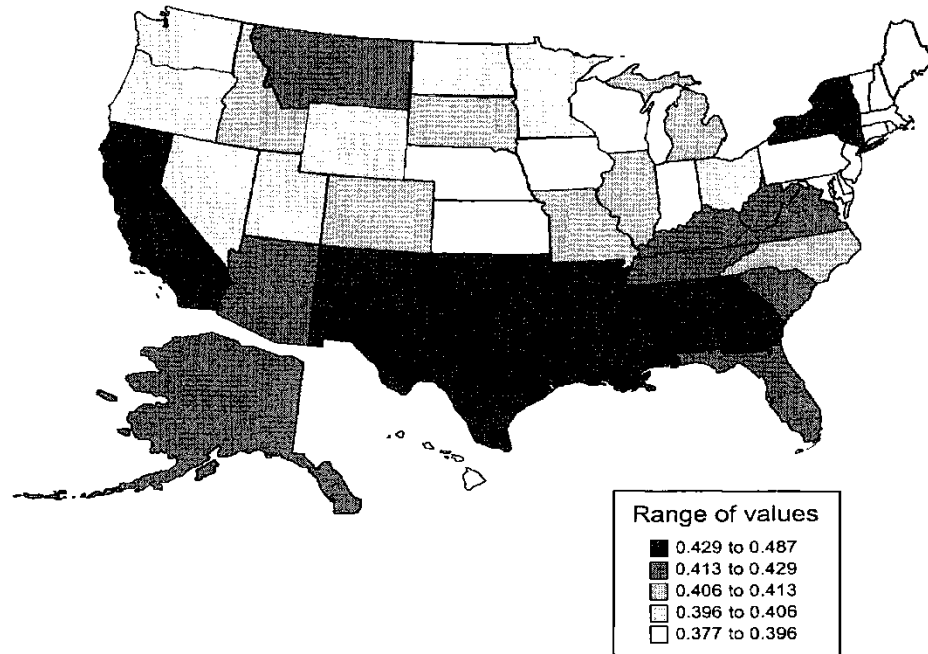 Range of values
0.429 to 0.487
0.413 to 0.429
0.406 to 0.413
0.396 to 0.406
0.377 to 0.396